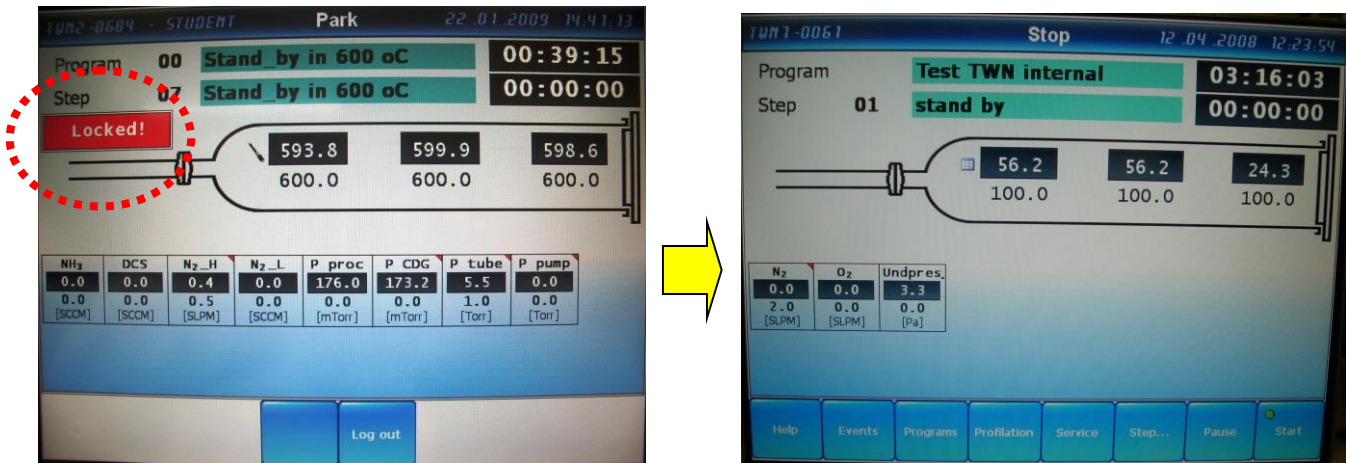 TWN2-0684 - STUDENT Park 22.01.2009 14:41:13
Program 00 Stand_by in 600 oC 00:39:15
Step 07 Stand_by in 600 oC 00:00:00
Locked!
593.8 599.9 598.6
600.0 600.0 600.0
NH₃ DCS N₂_H N₂_L P proc P CDG P tube P pump
0.0 0.0 0.4 0.0 176.0 173.2 5.5 0.0
0.0 0.0 0.5 0.0 0.0 0.0 1.0 0.0
[SCCM] [SCCM] [SLPM] [SCCM] [mTorr] [mTorr] [Torr] [Torr]
Log out
TWN1-0061 Stop 12.04.2008 12:23:54
Program Test TWN internal 03:16:03
Step 01 stand by 00:00:00
56.2 56.2 24.3
100.0 100.0 100.0
N₂ O₂ Undpres.
0.0 0.0 3.3
2.0 0.0 0.0
[SLPM] [SLPM] [Pa]
Help Events Programs Profilation Service Step... Pause Start